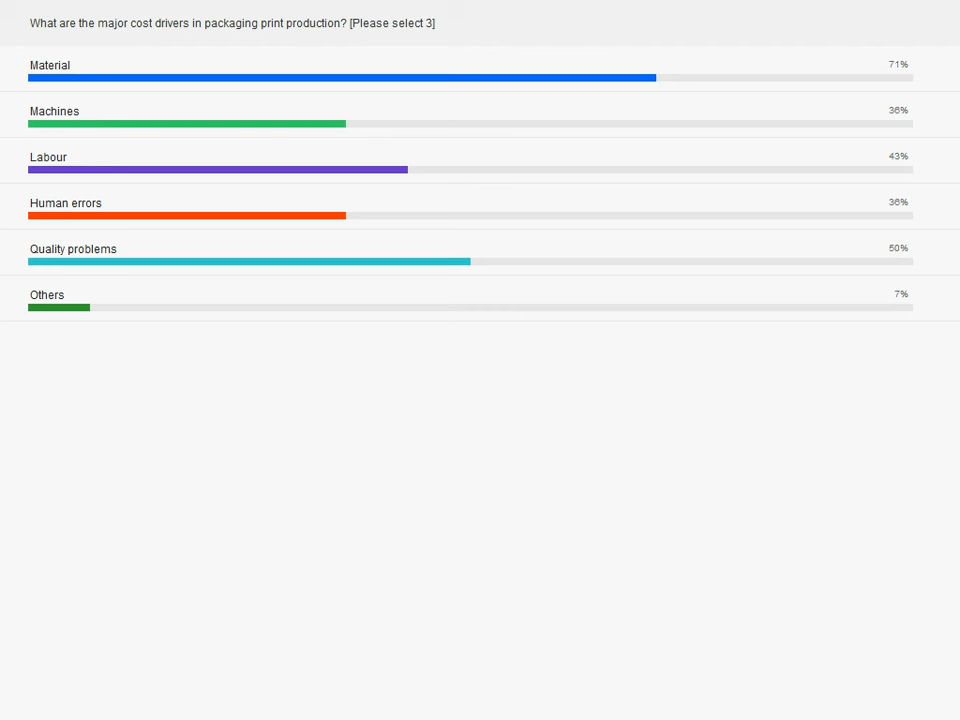 What are the major cost drivers in packaging print production? [Please select 3]
Material 71%
Machines 36%
Labour 43%
Human errors 36%
Quality problems 50%
Others 7%